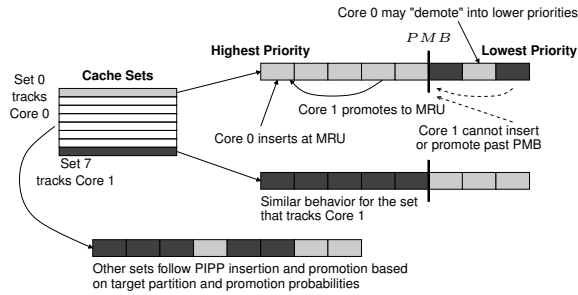 Core 0 may "demote" into lower priorities
PMB
Highest Priority
Lowest Priority
Set 0
tracks
Core 0
Cache Sets
Core 1 promotes to MRU
Core 0 inserts at MRU
Core 1 cannot insert
or promote past PMB
Set 7
tracks Core 1
Similar behavior for the set
that tracks Core 1
Other sets follow PIPP insertion and promotion based
on target partition and promotion probabilities